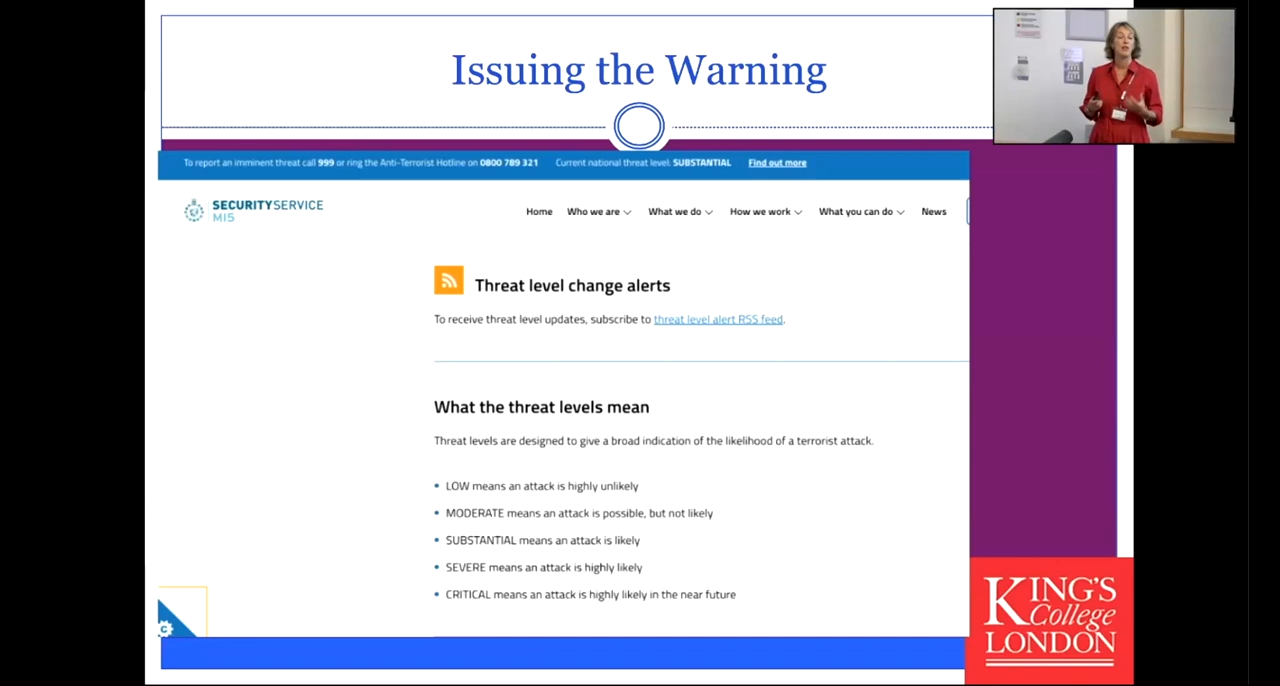 Issuing the Warning
To report an imminent threat call 999 or ring the Anti-Terrorist Hotline on 0800 789 321 Current national threat level: SUBSTANTIAL Find out more
SECURITY SERVICE
MI5
Home Who we are What we do How we work What you can do News
Threat level change alerts
To receive threat level updates, subscribe to threat level alert RSS feed.
What the threat levels mean
Threat levels are designed to give a broad indication of the likelihood of a terrorist attack.
• LOW means an attack is highly unlikely
• MODERATE means an attack is possible, but not likely
• SUBSTANTIAL means an attack is likely
• SEVERE means an attack is highly likely
• CRITICAL means an attack is highly likely in the near future
C
KING'S
College
LONDON